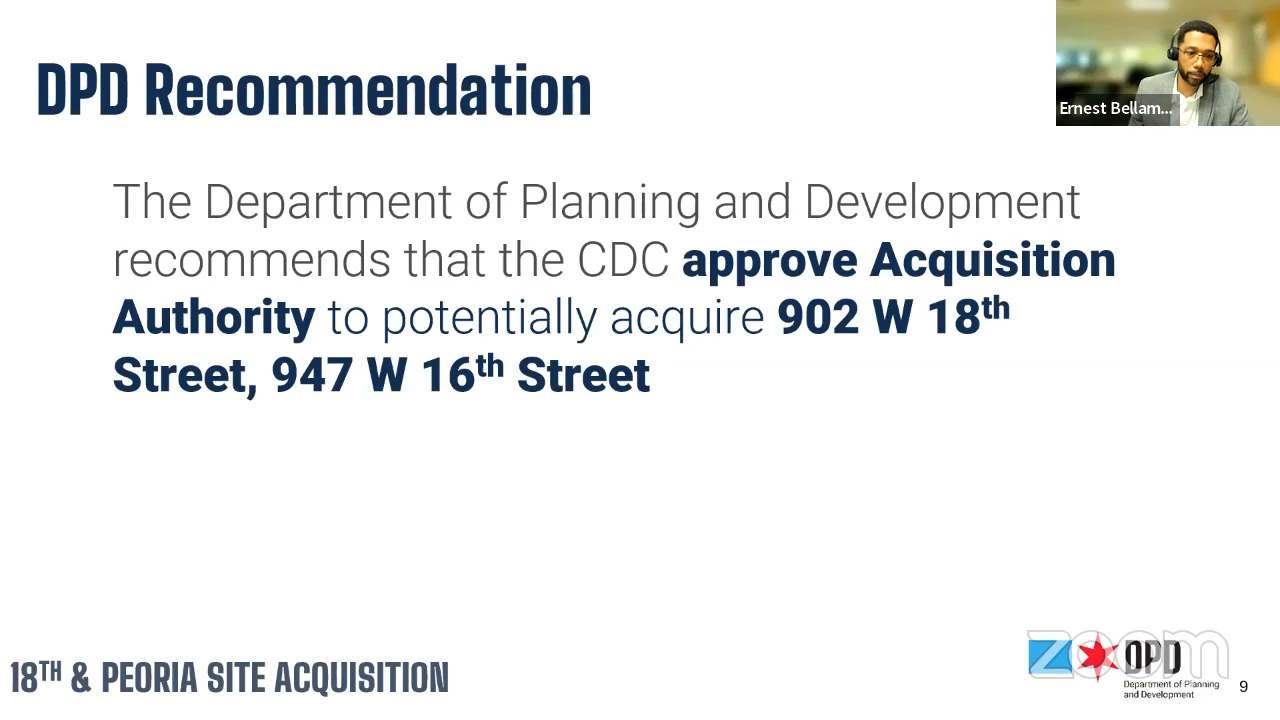 DPD Recommendation
Ernest Bellam...
The Department of Planning and Development
recommends that the CDC approve Acquisition
Authority to potentially acquire 902 W 18th
Street, 947 W 16th Street
18TH & PEORIA SITE ACQUISITION
zoom
DPD
Department of Planning
and Development
9